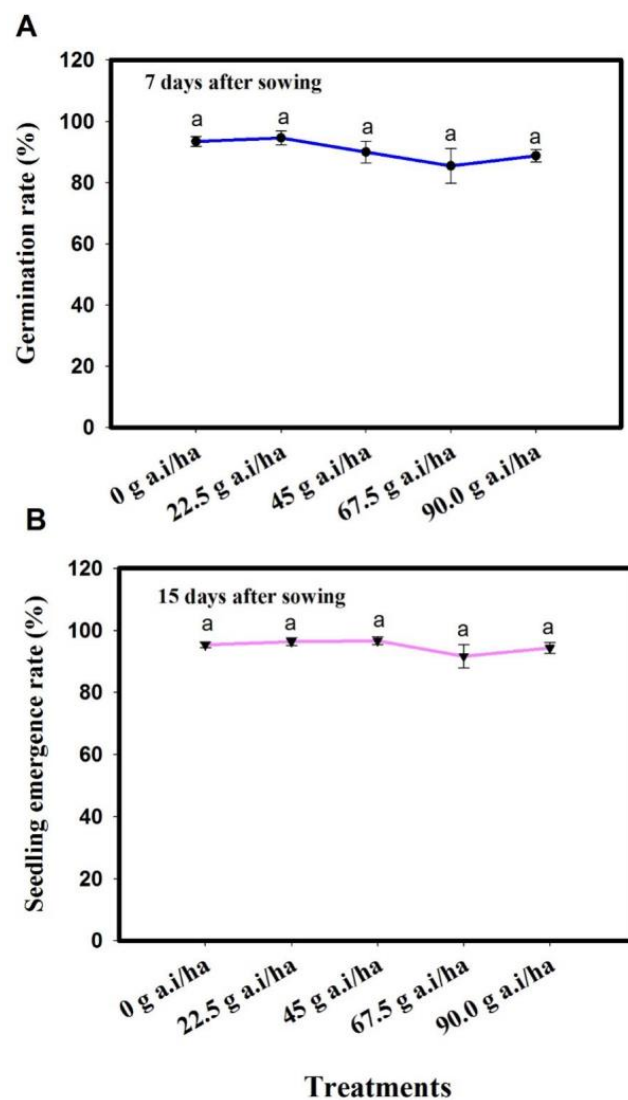 A
120
7 days after sowing
a a a a a
100
80
60
40
20
0
Germination rate (%)
0 g a.i/ha
22.5 g a.i/ha
45 g a.i/ha
67.5 g a.i/ha
90.0 g a.i/ha
B
120
15 days after sowing
a a a a a
100
80
60
40
20
0
Seedling emergence rate (%)
0 g a.i/ha
22.5 g a.i/ha
45 g a.i/ha
67.5 g a.i/ha
90.0 g a.i/ha
Treatments